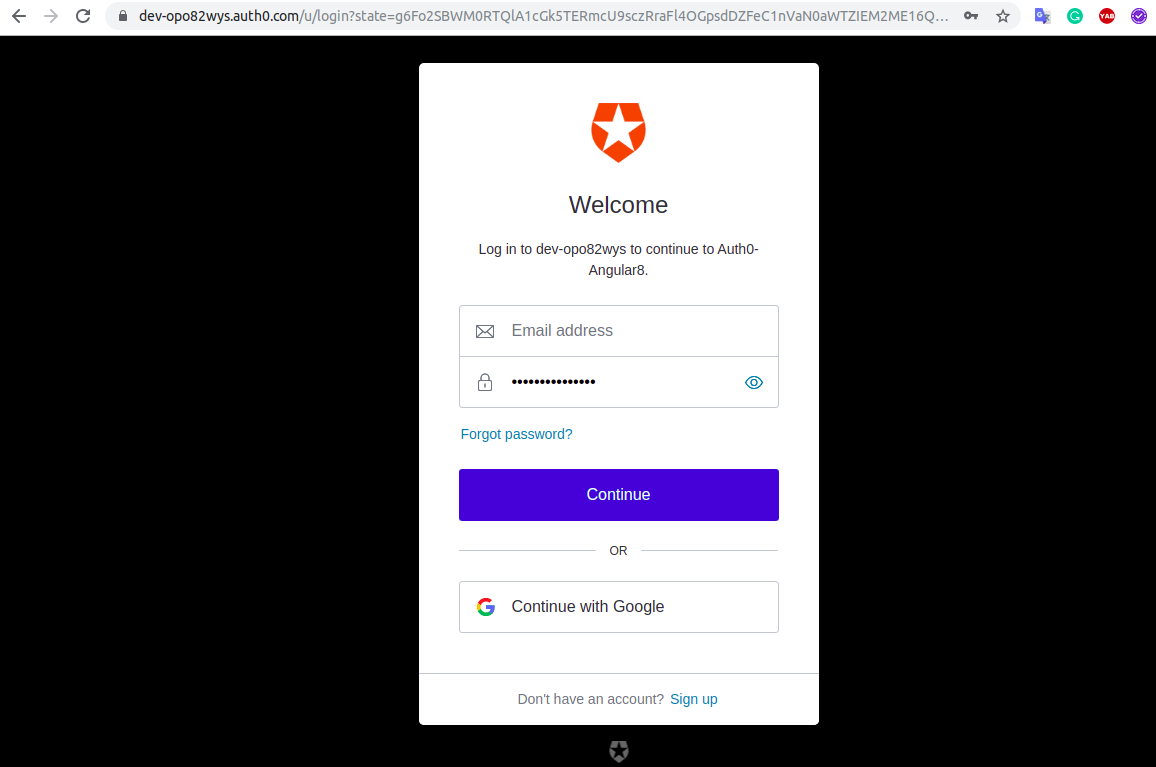 dev-opo82wys.auth0.com/u/login?state=g6Fo2SBWM0RTQlA1cGk5TERmcU9sczRraFl4OGpsdDZFeC1nVaN0aWTZIEM2ME16Q...
YAB
Welcome
Log in to dev-opo82wys to continue to Auth0-
Angular8.
Email address
•••••••••••••••
Forgot password?
Continue
OR
Continue with Google
Don't have an account? Sign up